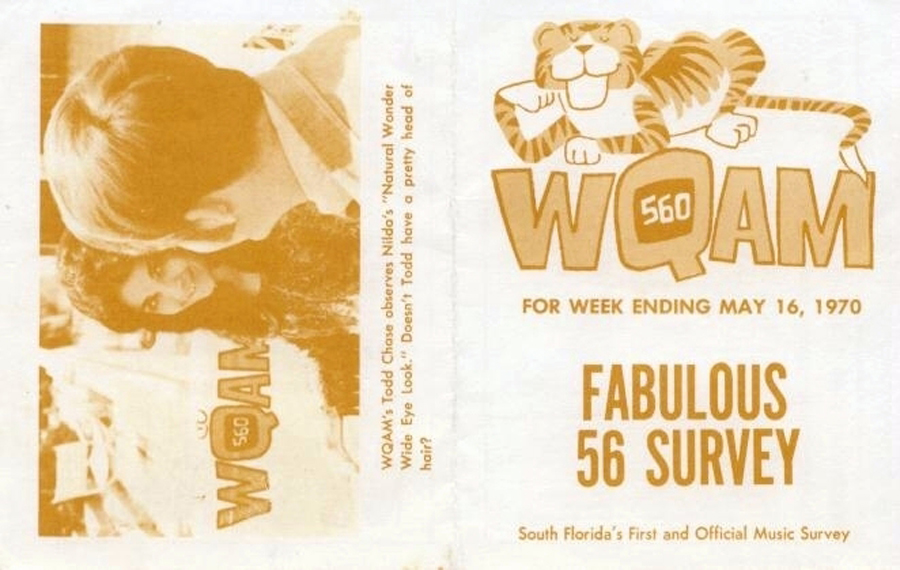 WQAM's Todd Chase observes Nilda's "Natural Wonder
Wide Eye Look." Doesn't Todd have a pretty head of
hair?
WQAM
560
WQAM
560
FOR WEEK ENDING MAY 16, 1970
FABULOUS
56 SURVEY
South Florida's First and Official Music Survey